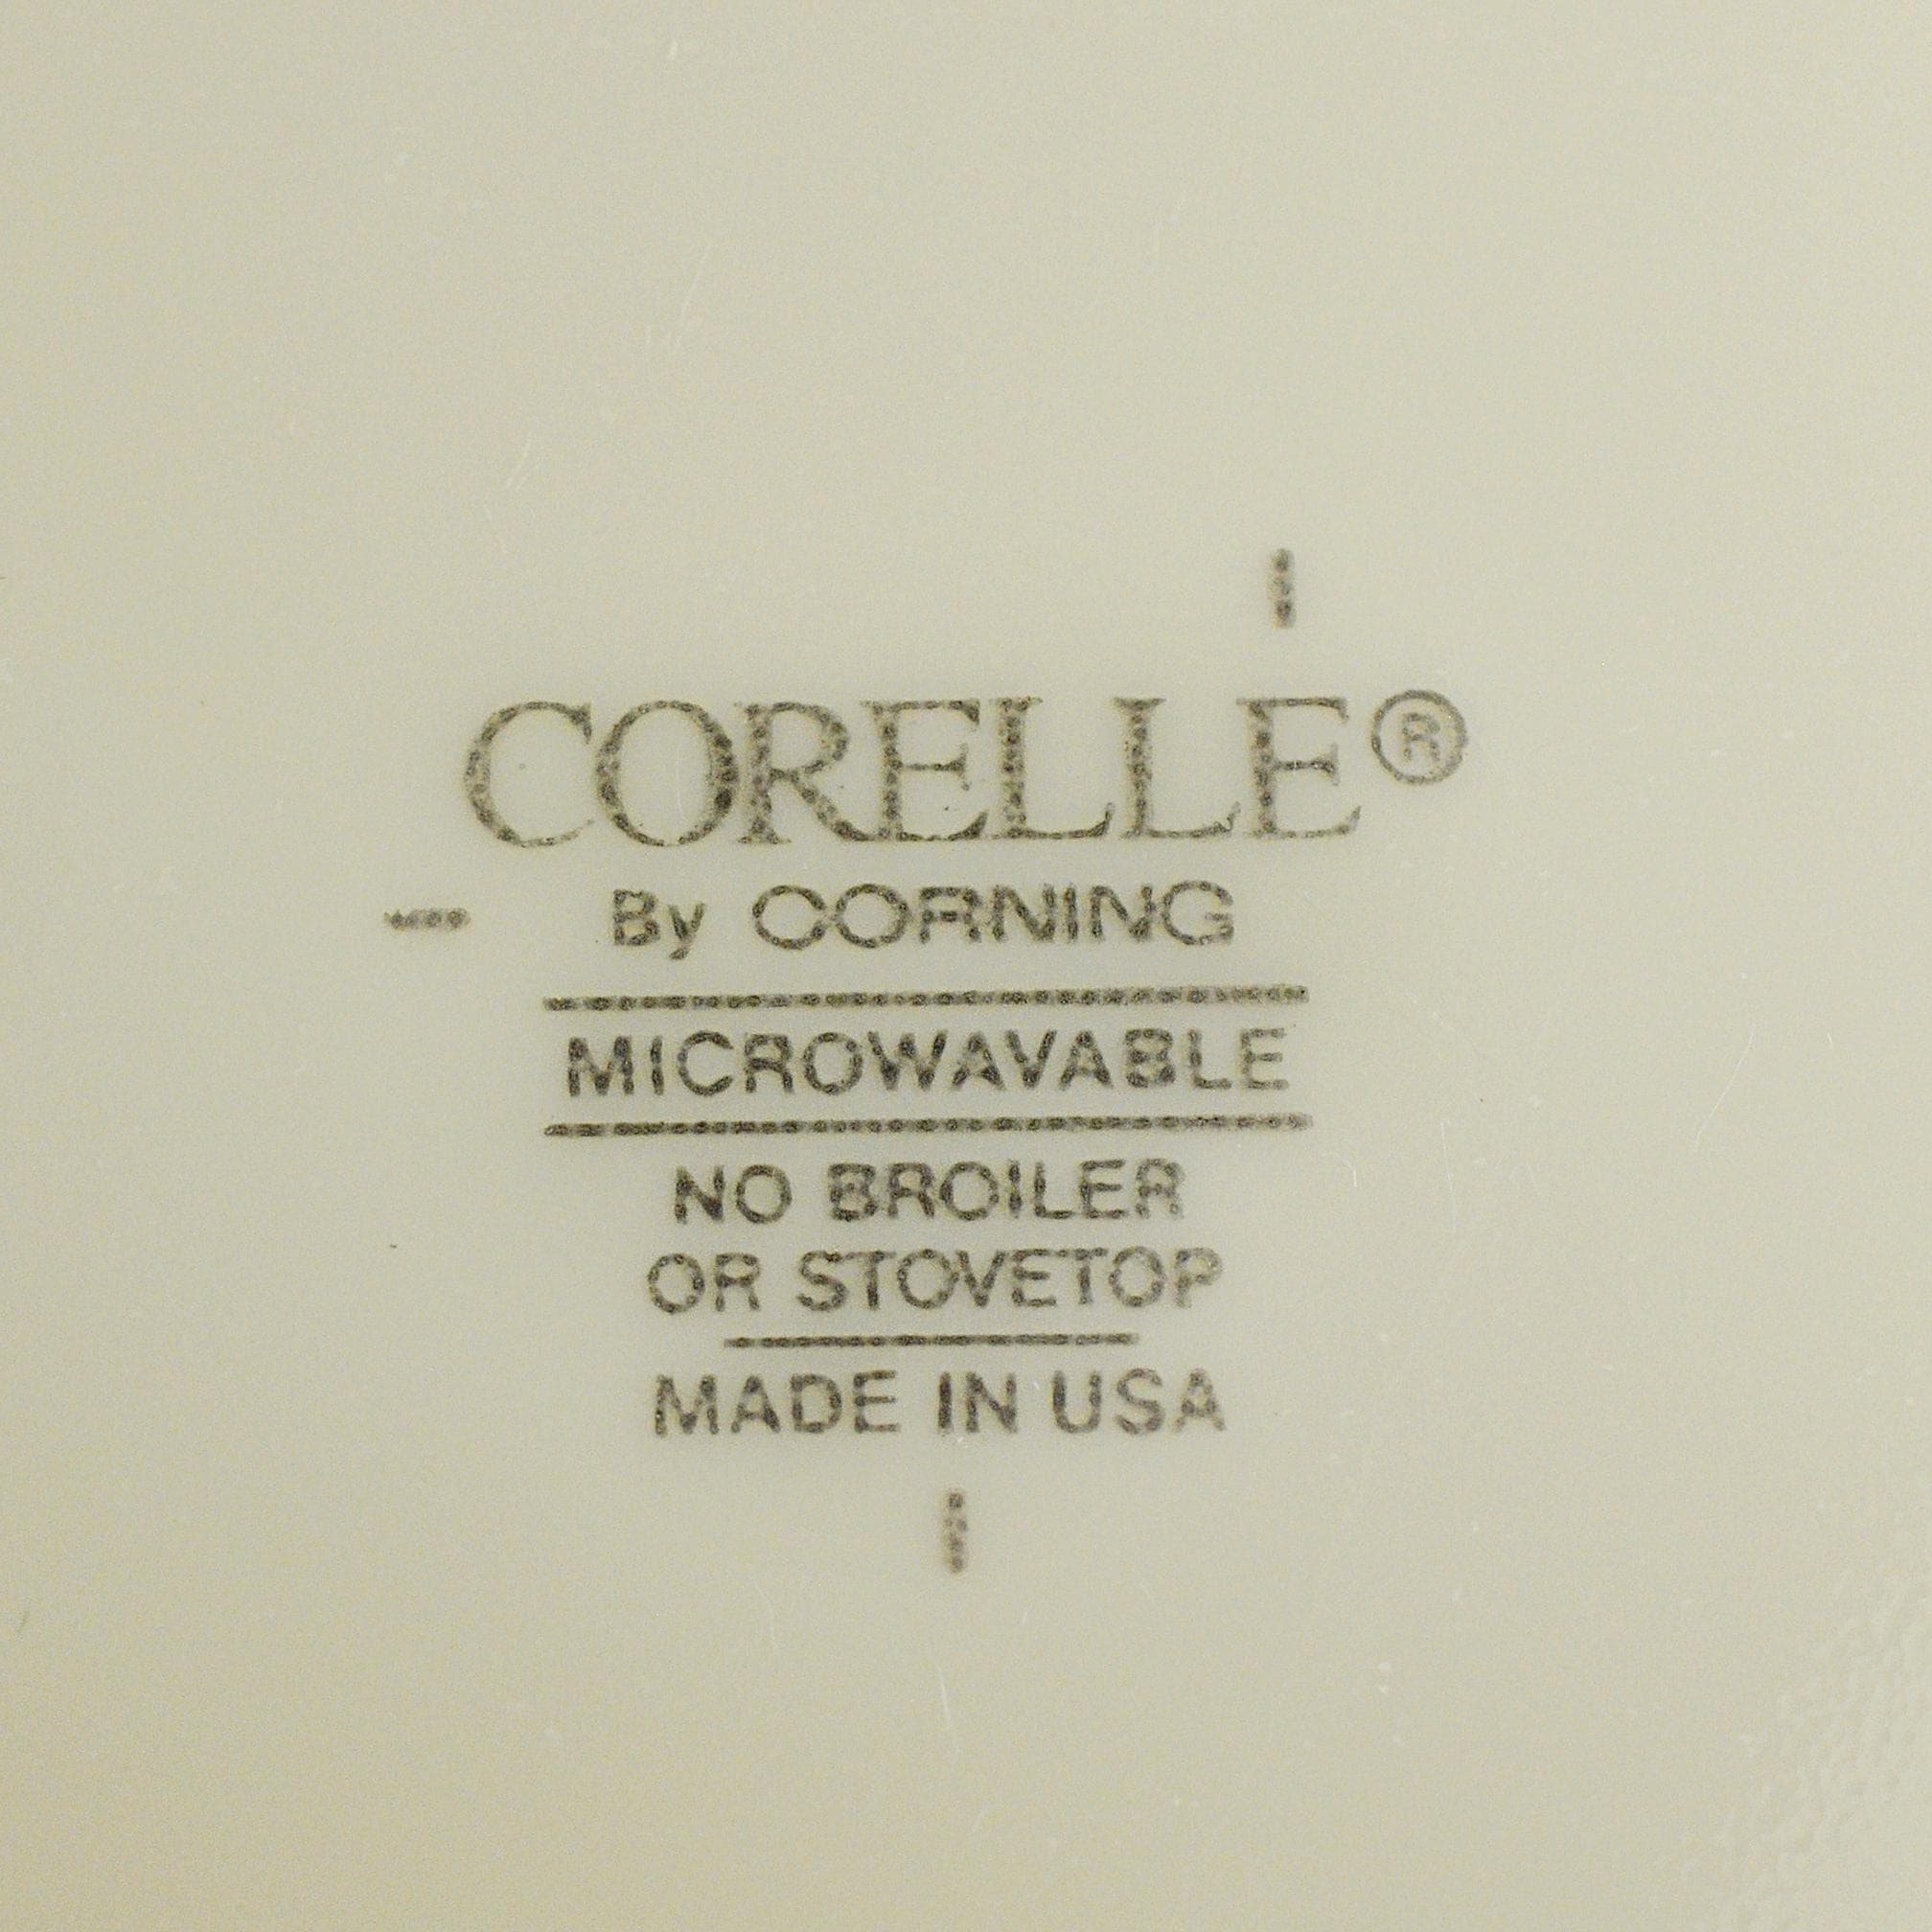 CORELLE®
By CORNING
MICROWAVABLE
NO BROILER
OR STOVETOP
MADE IN USA